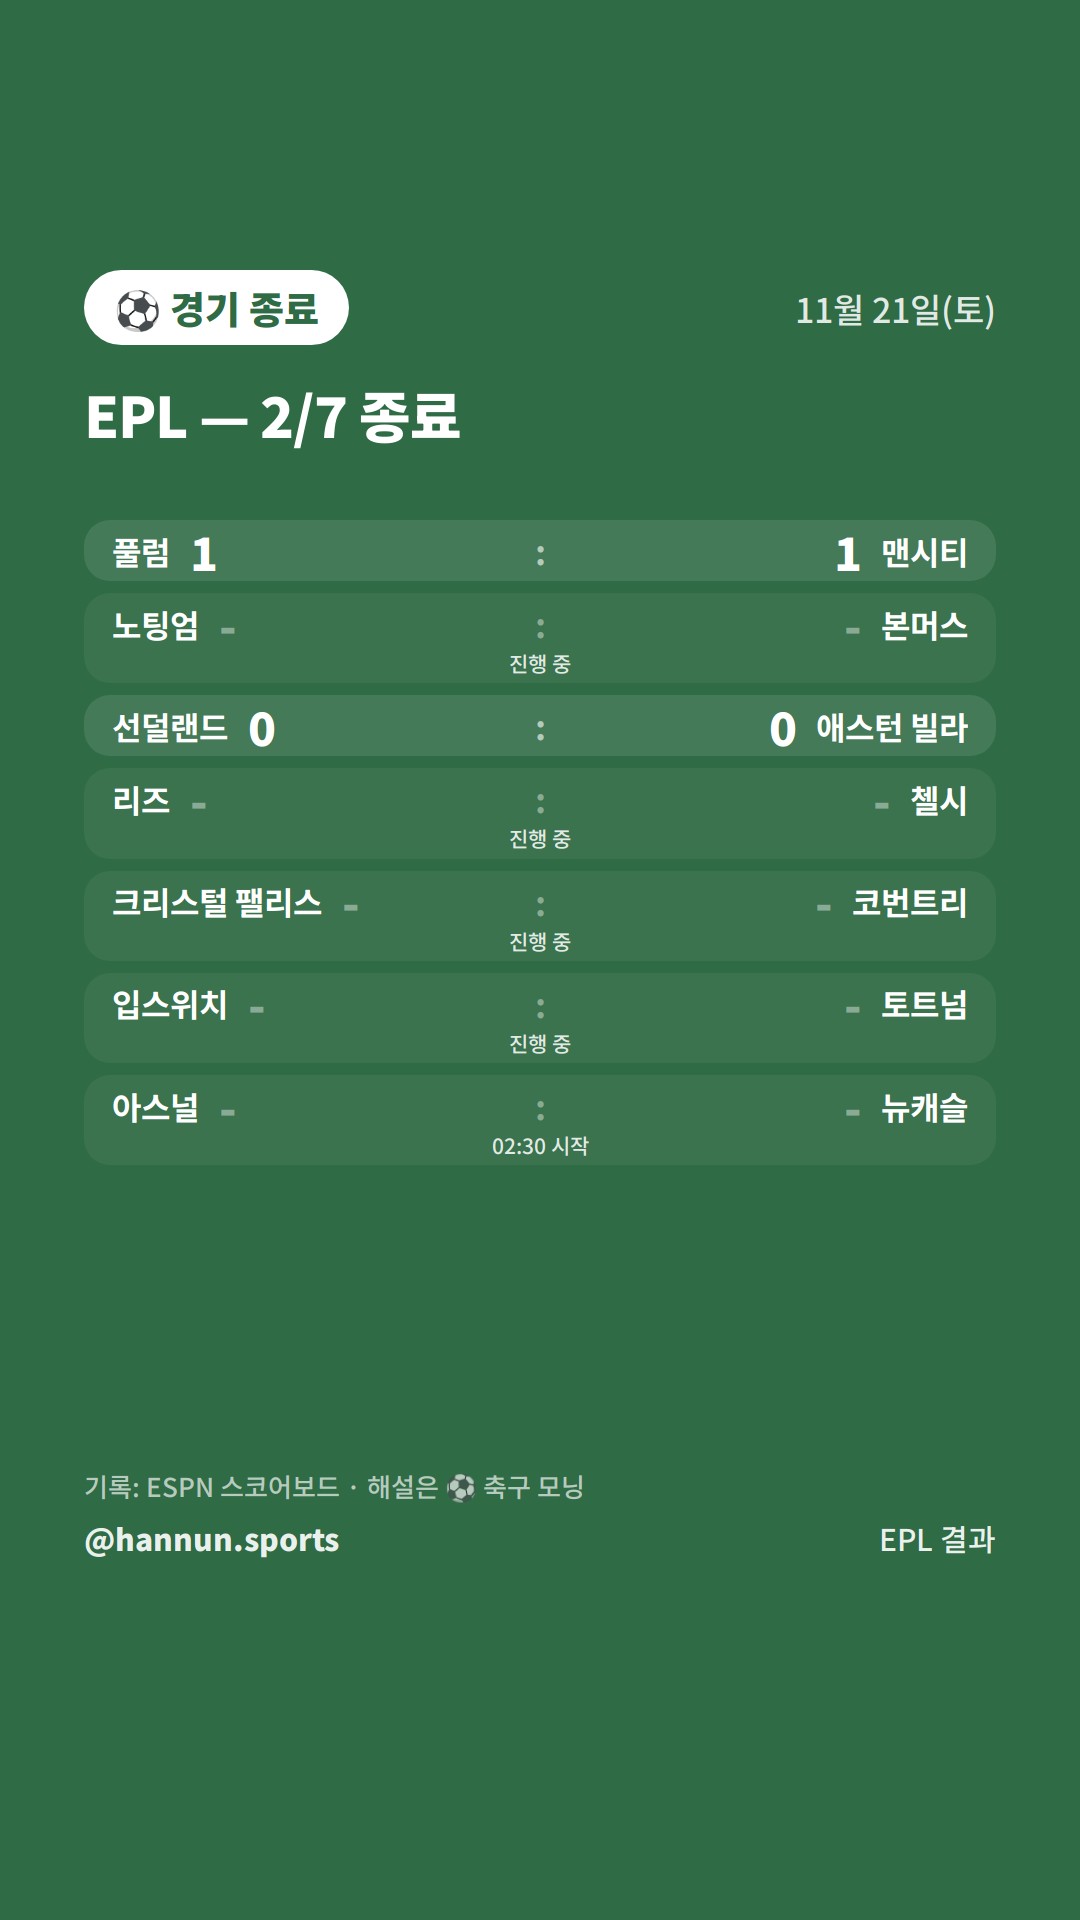 ⚽ 경기 종료
11월 21일(토)
EPL — 2/7 종료
풀럼 1 : 1 맨시티
노팅엄 - : - 본머스
진행 중
선덜랜드 0 : 0 애스턴 빌라
리즈 - : - 첼시
진행 중
크리스털 팰리스 - : - 코번트리
진행 중
입스위치 - : - 토트넘
진행 중
아스널 - : - 뉴캐슬
02:30 시작
기록: ESPN 스코어보드 · 해설은 ⚽ 축구 모닝
@hannun.sports
EPL 결과